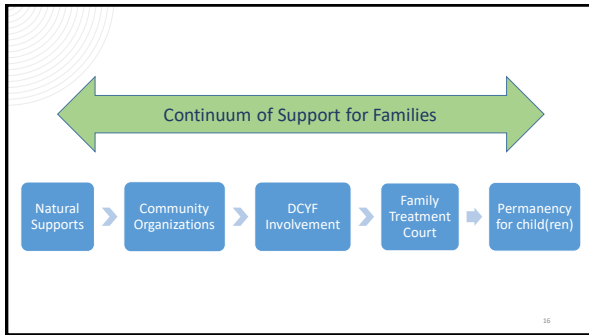 Continuum of Support for Families
Natural
Supports
Community
Organizations
DCYF
Involvement
Family
Treatment
Court
Permanency
for child(ren)
16